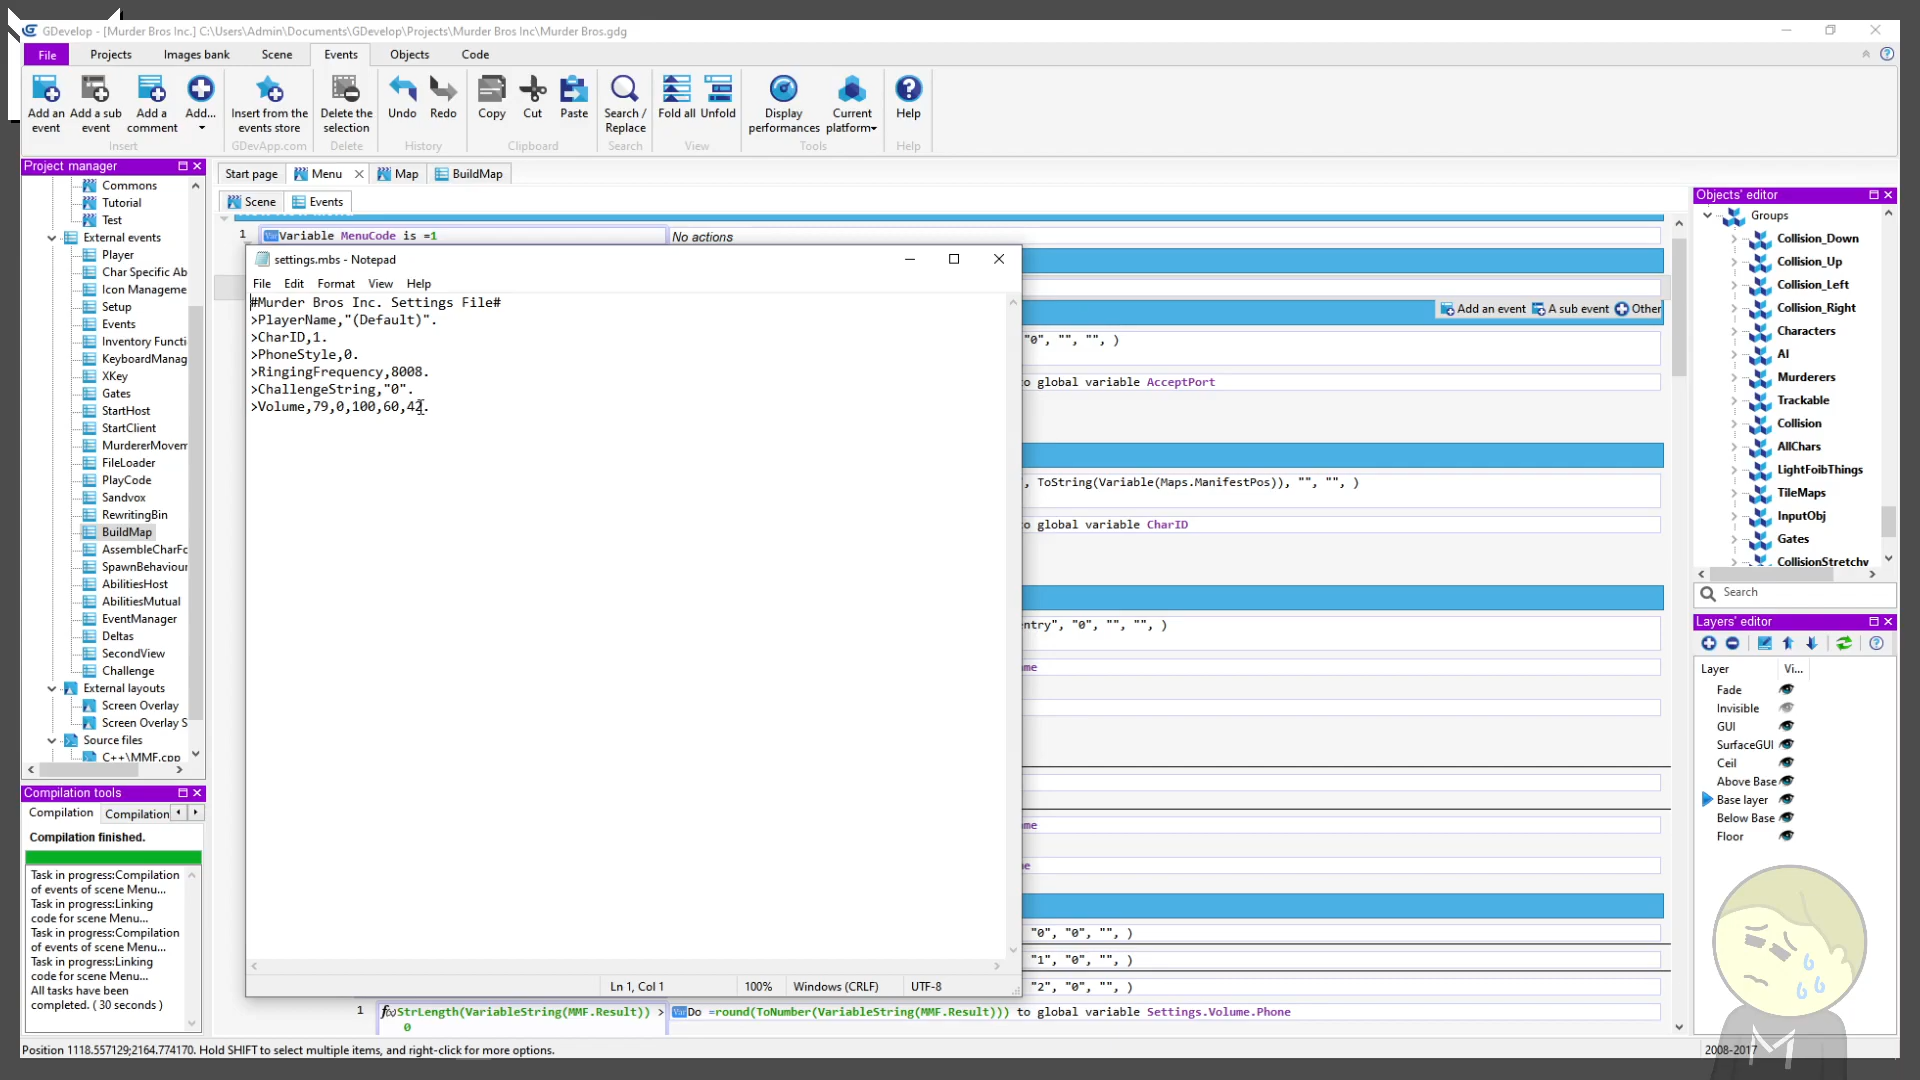 GDevelop - [Murder Bros Inc.] C:\Users\Admin\Documents\GDevelop\Projects\Murder Bros Inc\Murder Bros.gdg
File Projects Images bank Scene Events Objects Code
Add an event
Add a sub event
Add a comment
Add...
Insert from the events store
Delete the selection
Undo
Redo
Copy
Cut
Paste
Search / Replace
Fold all
Unfold
Display performances
Current platform
Help
Insert
GDevApp.com
Delete
History
Clipboard
Search
View
Tools
Help
Project manager
Commons
Tutorial
Test
External events
Player
Char Specific Ab
Icon Manageme
Setup
Events
Inventory Functi
KeyboardManag
XKey
Gates
StartHost
StartClient
MurdererMovem
FileLoader
PlayCode
Sandvox
RewritingBin
BuildMap
AssembleCharFo
SpawnBehaviour
AbilitiesHost
AbilitiesMutual
EventManager
Deltas
SecondView
Challenge
External layouts
Screen Overlay
Screen Overlay S
Source files
C++\MMF.cpp
Compilation tools
Compilation Compilation
Compilation finished.
Task in progress:Compilation
of events of scene Menu...
Task in progress:Linking
code for scene Menu...
Task in progress:Compilation
of events of scene Menu...
Task in progress:Linking
code for scene Menu...
All tasks have been
completed. ( 30 seconds )
Start page Menu Map BuildMap
Scene Events
1 Variable MenuCode is =1 No actions
settings.mbs - Notepad
File Edit Format View Help
#Murder Bros Inc. Settings File#
>PlayerName,"(Default)".
>CharID,1.
>PhoneStyle,0.
>RingingFrequency,8008.
>ChallengeString,"0".
>Volume,79,0,100,60,42.
Ln 1, Col 1 100% Windows (CRLF) UTF-8
Add an event A sub event Other
"0", "", "", )
o global variable AcceptPort
, ToString(Variable(Maps.ManifestPos)), "", "", )
o global variable CharID
ntry", "0", "", "", )
me
me
e
"0", "0", "", )
"1", "0", "", )
"2", "0", "", )
1 StrLength(VariableString(MMF.Result)) >
0
Do =round(ToNumber(VariableString(MMF.Result))) to global variable Settings.Volume.Phone
Objects' editor
Groups
Collision_Down
Collision_Up
Collision_Left
Collision_Right
Characters
AI
Murderers
Trackable
Collision
AllChars
LightFoibThings
TileMaps
InputObj
Gates
CollisionStretchy
Search
Layers' editor
Layer Vi...
Fade
Invisible
GUI
SurfaceGUI
Ceil
Above Base
Base layer
Below Base
Floor
Position 1118.557129;2164.774170. Hold SHIFT to select multiple items, and right-click for more options.
2008-2017